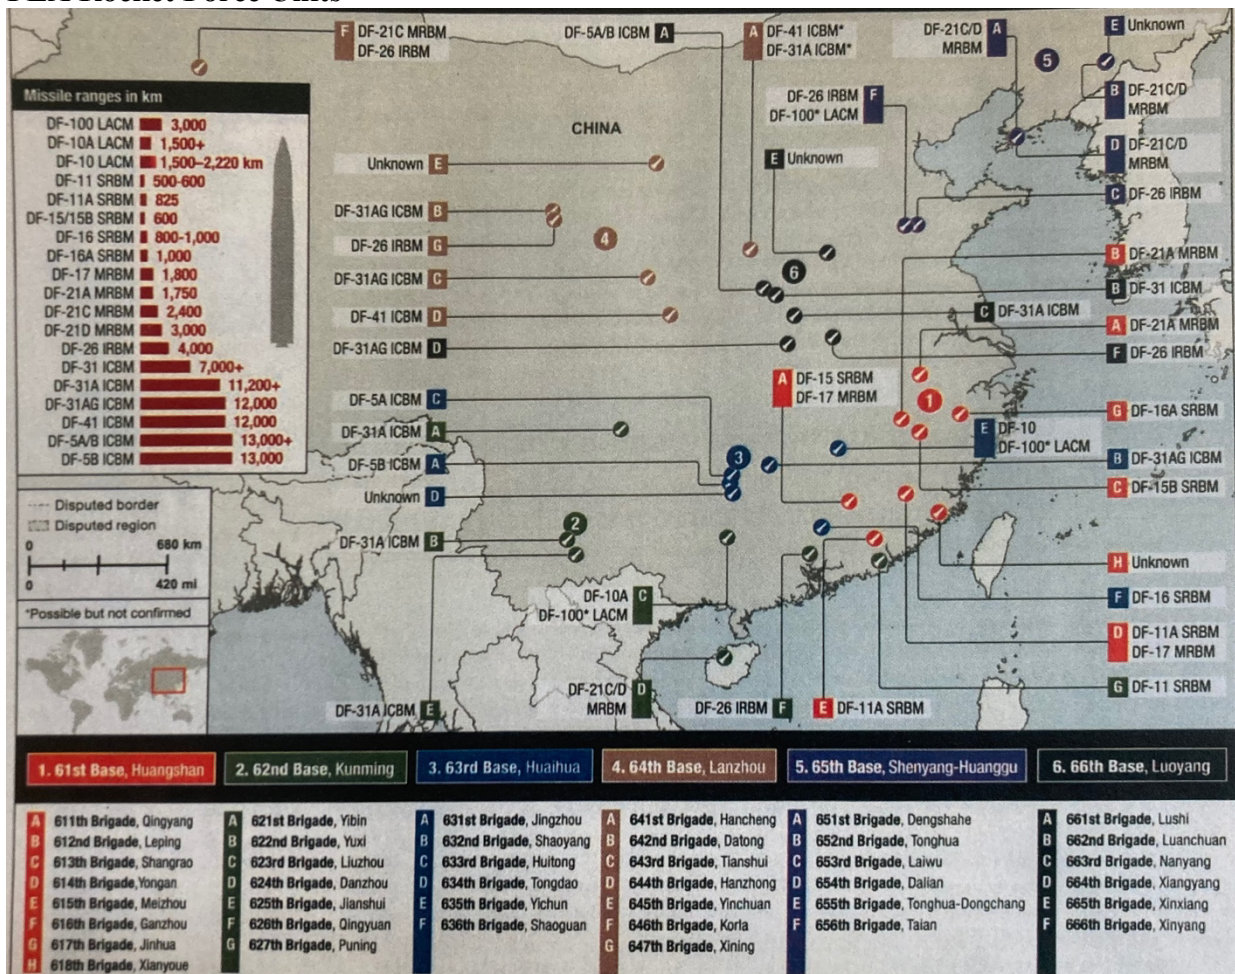 PLA Rocket Force Units
F DF-21C MRBM
DF-26 IRBM
DF-5A/B ICBM A
A DF-41 ICBM*
DF-31A ICBM*
DF-21C/D A
MRBM
E Unknown
5
B DF-21C/D
MRBM
DF-26 IRBM F
DF-100* LACM
D DF-21C/D
MRBM
CHINA
Unknown E
E Unknown
C DF-26 IRBM
DF-31AG ICBM B
4
DF-26 IRBM G
B DF-21A MRBM
6
DF-31AG ICBM C
B DF-31 ICBM
DF-41 ICBM D
C DF-31A ICBM
A DF-21A MRBM
DF-31AG ICBM D
F DF-26 IRBM
A DF-15 SRBM
DF-17 MRBM
DF-5A ICBM C
1
G DF-16A SRBM
DF-31A ICBM A
E DF-10
DF-100* LACM
3
DF-5B ICBM A
B DF-31AG ICBM
Unknown D
C DF-15B SRBM
2
DF-31A ICBM B
H Unknown
DF-10A C
DF-100* LACM
F DF-16 SRBM
D DF-11A SRBM
DF-17 MRBM
DF-21C/D D
MRBM
G DF-11 SRBM
DF-31A ICBM E
DF-26 IRBM F
E DF-11A SRBM
Missile ranges in km
DF-100 LACM 3,000
DF-10A LACM 1,500+
DF-10 LACM 1,500–2,220 km
DF-11 SRBM 500-600
DF-11A SRBM 825
DF-15/15B SRBM 600
DF-16 SRBM 800-1,000
DF-16A SRBM 1,000
DF-17 MRBM 1,800
DF-21A MRBM 1,750
DF-21C MRBM 2,400
DF-21D MRBM 3,000
DF-26 IRBM 4,000
DF-31 ICBM 7,000+
DF-31A ICBM 11,200+
DF-31AG ICBM 12,000
DF-41 ICBM 12,000
DF-5A/B ICBM 13,000+
DF-5B ICBM 13,000
Disputed border
Disputed region
0 680 km
0 420 mi
*Possible but not confirmed
1. 61st Base, Huangshan
A 611th Brigade, Qingyang
B 612th Brigade, Leping
C 613th Brigade, Shangrao
D 614th Brigade, Yongan
E 615th Brigade, Meizhou
F 616th Brigade, Ganzhou
G 617th Brigade, Jinhua
H 618th Brigade, Xianyoue
2. 62nd Base, Kunming
A 621st Brigade, Yibin
B 622nd Brigade, Yuxi
C 623rd Brigade, Liuzhou
D 624th Brigade, Danzhou
E 625th Brigade, Jianshui
F 626th Brigade, Qingyuan
G 627th Brigade, Puning
3. 63rd Base, Huaihua
A 631st Brigade, Jingzhou
B 632nd Brigade, Shaoyang
C 633rd Brigade, Huitong
D 634th Brigade, Tongdao
E 635th Brigade, Yichun
F 636th Brigade, Shaoguan
4. 64th Base, Lanzhou
A 641st Brigade, Hancheng
B 642nd Brigade, Datong
C 643rd Brigade, Tianshui
D 644th Brigade, Hanzhong
E 645th Brigade, Yinchuan
F 646th Brigade, Korla
G 647th Brigade, Xining
5. 65th Base, Shenyang-Huanggu
A 651st Brigade, Dengshahe
B 652nd Brigade, Tonghua
C 653rd Brigade, Laiwu
D 654th Brigade, Dalian
E 655th Brigade, Tonghua-Dongchang
F 656th Brigade, Taian
6. 66th Base, Luoyang
A 661st Brigade, Lushi
B 662nd Brigade, Luanchuan
C 663rd Brigade, Nanyang
D 664th Brigade, Xiangyang
E 665th Brigade, Xinxiang
F 666th Brigade, Xinyang